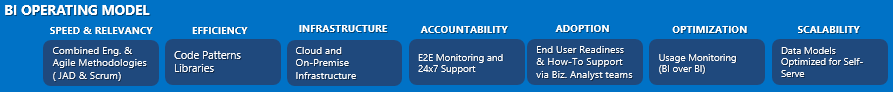 BI OPERATING MODEL
SPEED & RELEVANCY
Combined Eng. &
Agile Methodologies
( JAD & Scrum)
EFFICIENCY
Code Patterns
Libraries
INFRASTRUCTURE
Cloud and
On-Premise
Infrastructure
ACCOUNTABILITY
E2E Monitoring and
24x7 Support
ADOPTION
End User Readiness
& How-To Support
via Biz. Analyst teams
OPTIMIZATION
Usage Monitoring
(BI over BI)
SCALABILITY
Data Models
Optimized for Self-
Serve